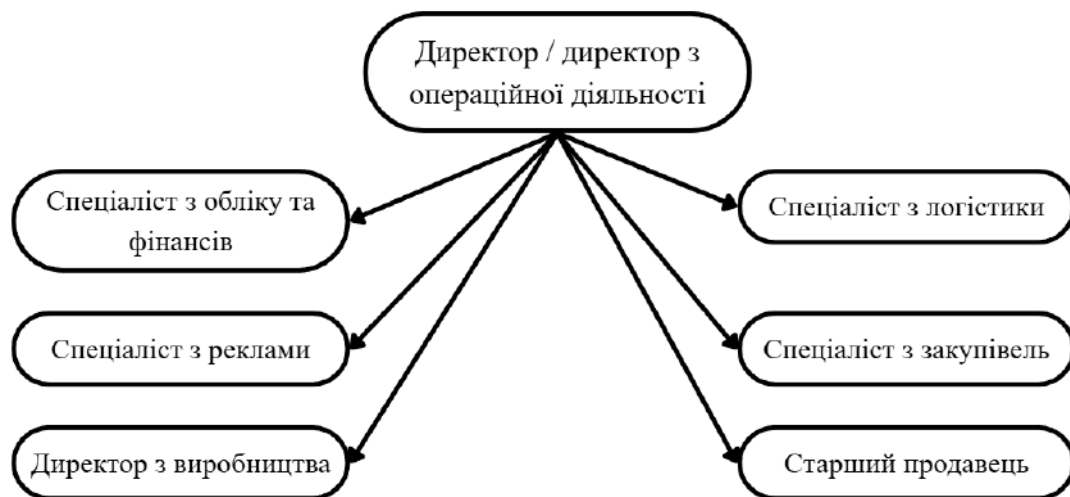 Директор / директор з
операційної діяльності
Спеціаліст з обліку та
фінансів
Спеціаліст з логістики
Спеціаліст з реклами
Спеціаліст з закупівель
Директор з виробництва
Старший продавець